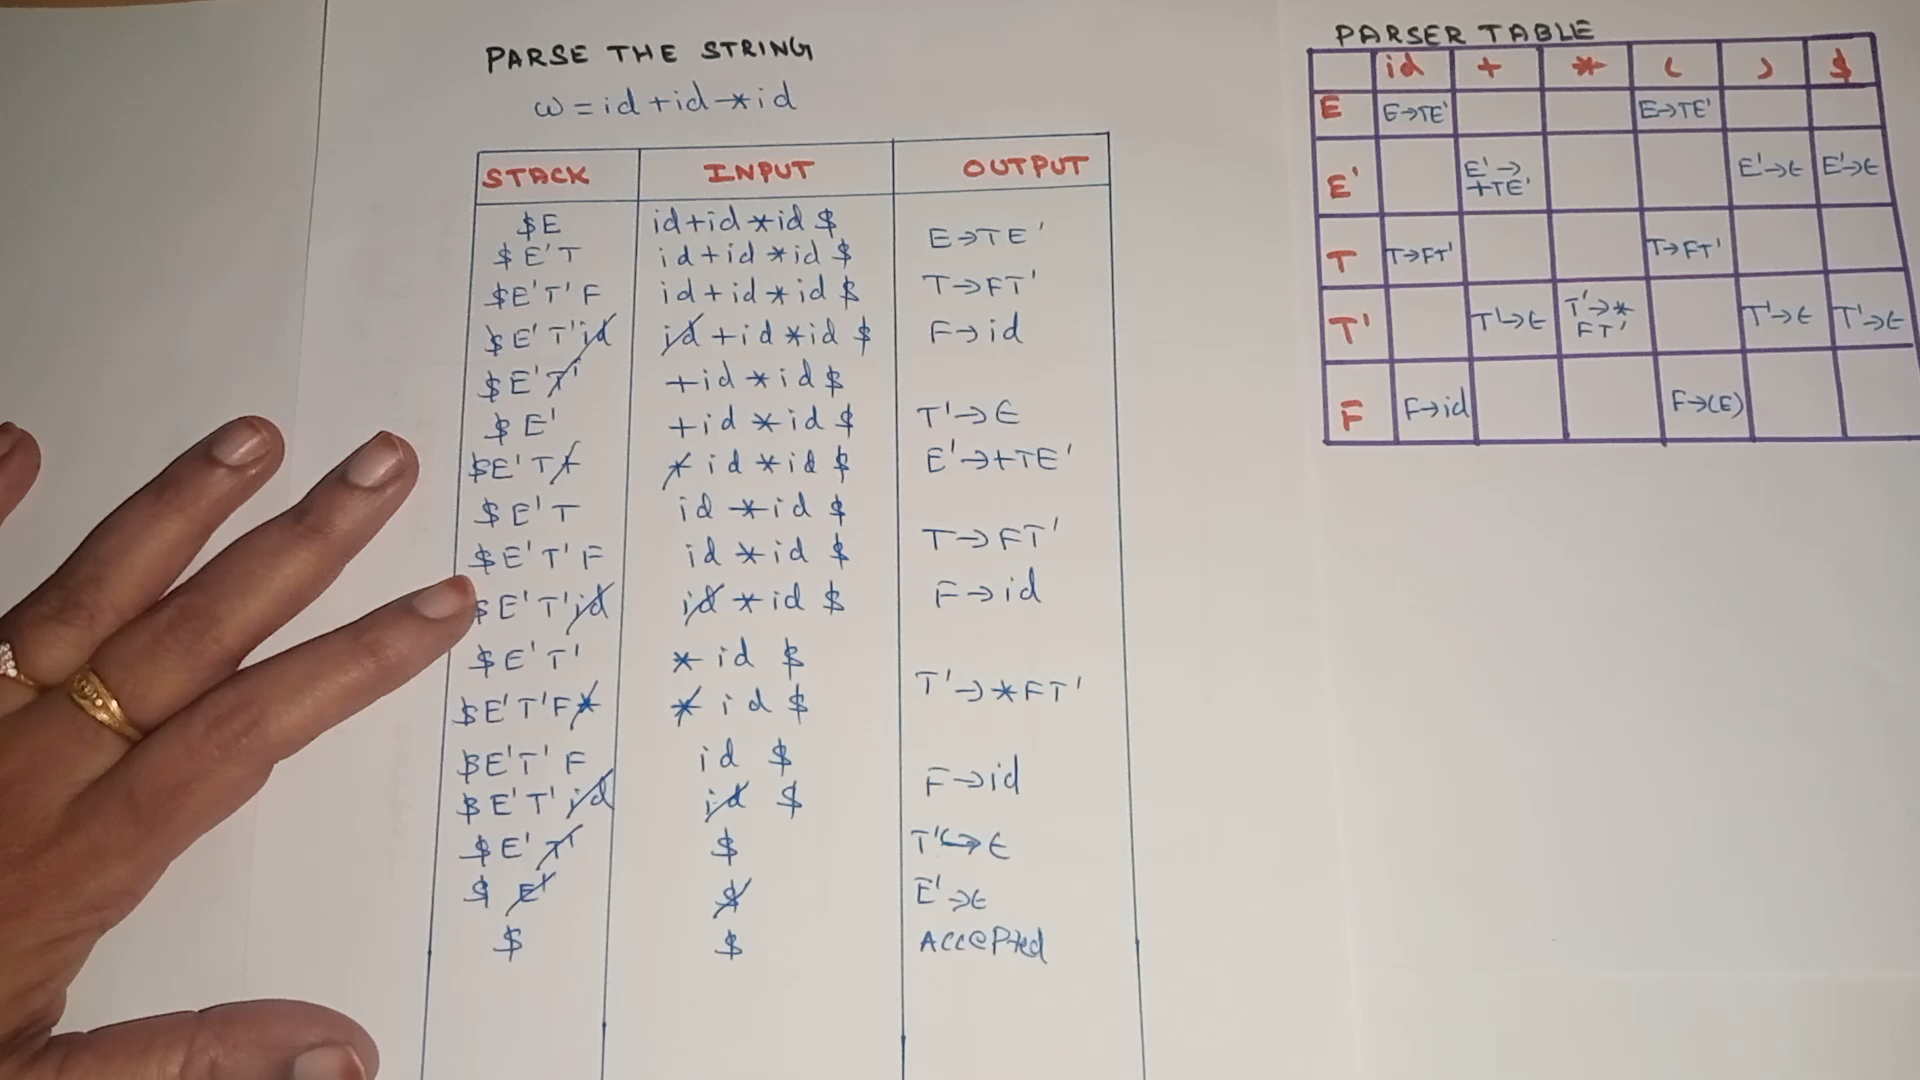 PARSE THE STRING
w = id+id*id
STACK INPUT OUTPUT
$E id+id*id$
E→TE'
$E'T id+id*id$
$E'T'F id+id*id$ T→FT'
$E'T'id id+id*id$ F→id
$E'T' +id*id$
$E' +id*id$ T'→ε
$E'T+ +id*id$ E'→+TE'
$E'T id*id$
T→FT'
$E'T'F id*id$
$E'T'id id*id$ F→id
$E'T' *id$
T'→*FT'
$E'T'F* *id$
$E'T'F id$
F→id
$E'T'id id$
$E'T' $ T'→ε
$E' $ E'→ε
$ $ Accepted
PARSER TABLE
id + * ( ) $
E E→TE' E→TE'
E' E'→+TE' E'→ε E'→ε
T T→FT' T→FT'
T' T'→ε T'→*FT' T'→ε T'→ε
F F→id F→(E)